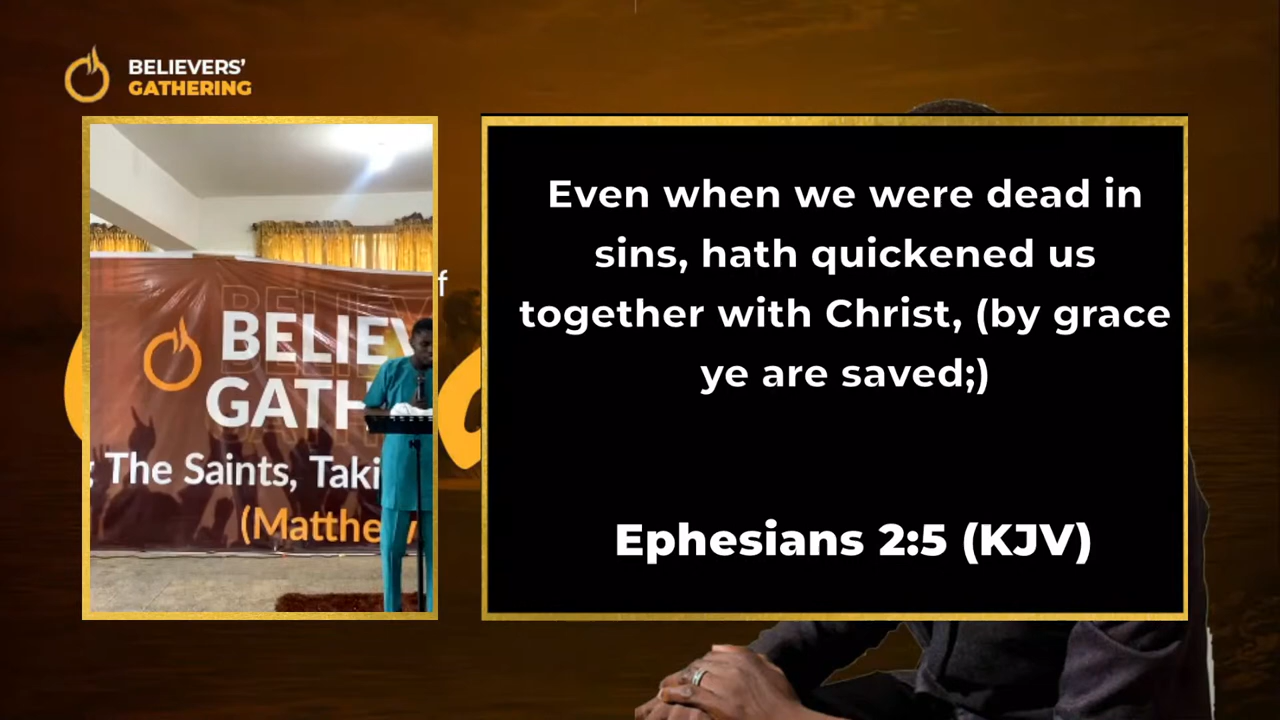 BELIEVERS'
GATHERING
f
BELIEV
GATH
The Saints, Taki
(Matthe
Even when we were dead in
sins, hath quickened us
together with Christ, (by grace
ye are saved;)
Ephesians 2:5 (KJV)